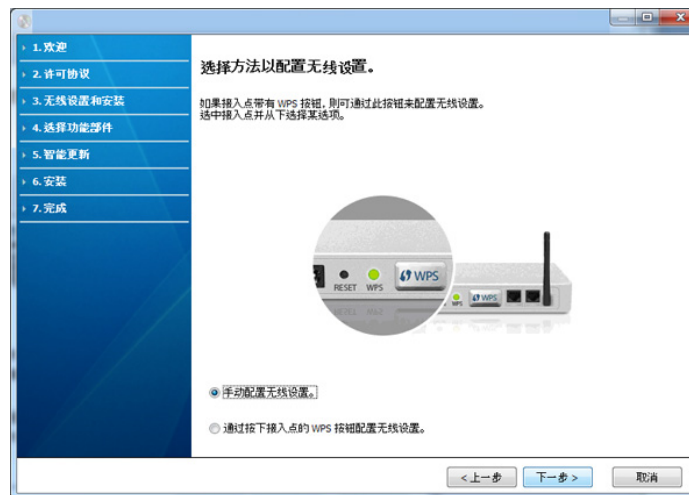 1. 欢迎
2. 许可协议
3. 无线设置和安装
4. 选择功能部件
5. 智能更新
6. 安装
7. 完成
选择方法以配置无线设置。
如果接入点带有 WPS 按钮, 则可通过此按钮来配置无线设置。
选中接入点并从下选择某选项。
RESET WPS WPS
WPS WPS
手动配置无线设置。
通过按下接入点的 WPS 按钮配置无线设置。
<上一步 下一步> 取消